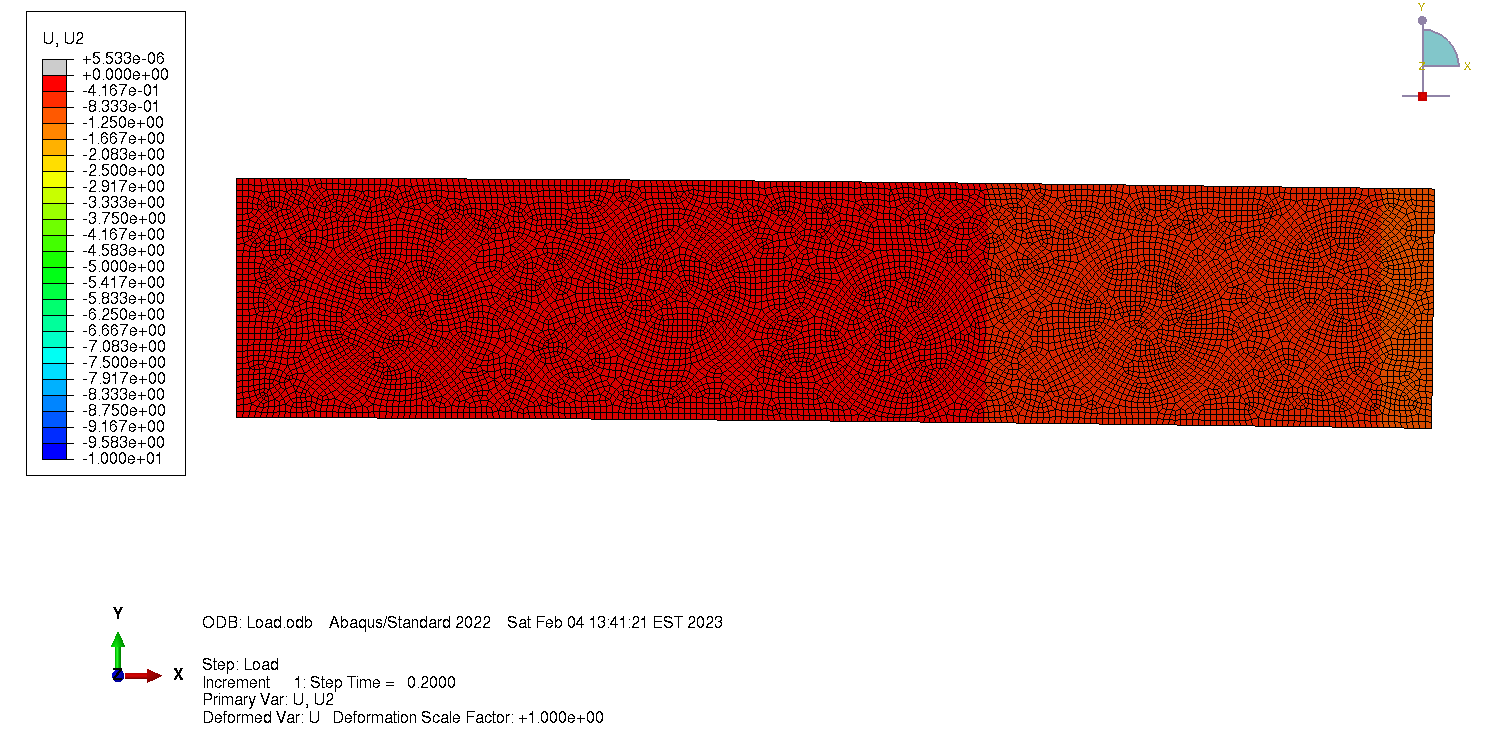 U, U2
+5.533e-06
+0.000e+00
-4.167e-01
-8.333e-01
-1.250e+00
-1.667e+00
-2.083e+00
-2.500e+00
-2.917e+00
-3.333e+00
-3.750e+00
-4.167e+00
-4.583e+00
-5.000e+00
-5.417e+00
-5.833e+00
-6.250e+00
-6.667e+00
-7.083e+00
-7.500e+00
-7.917e+00
-8.333e+00
-8.750e+00
-9.167e+00
-9.583e+00
-1.000e+01
Y
Z X
Y
Z X
ODB: Load.odb Abaqus/Standard 2022 Sat Feb 04 13:41:21 EST 2023
Step: Load
Increment 1: Step Time = 0.2000
Primary Var: U, U2
Deformed Var: U Deformation Scale Factor: +1.000e+00